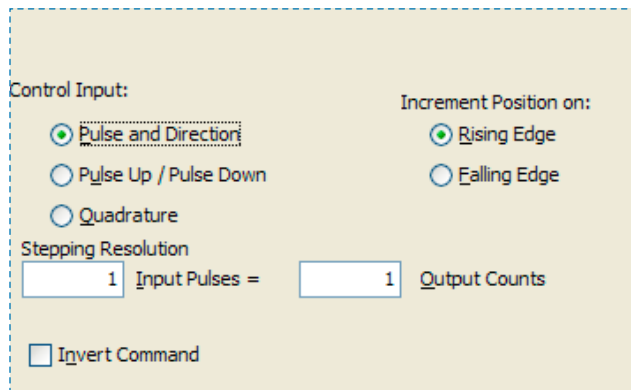 Control Input:
Increment Position on:
Pulse and Direction
Rising Edge
Pulse Up / Pulse Down
Falling Edge
Quadrature
Stepping Resolution
1 Input Pulses = 1 Output Counts
Invert Command